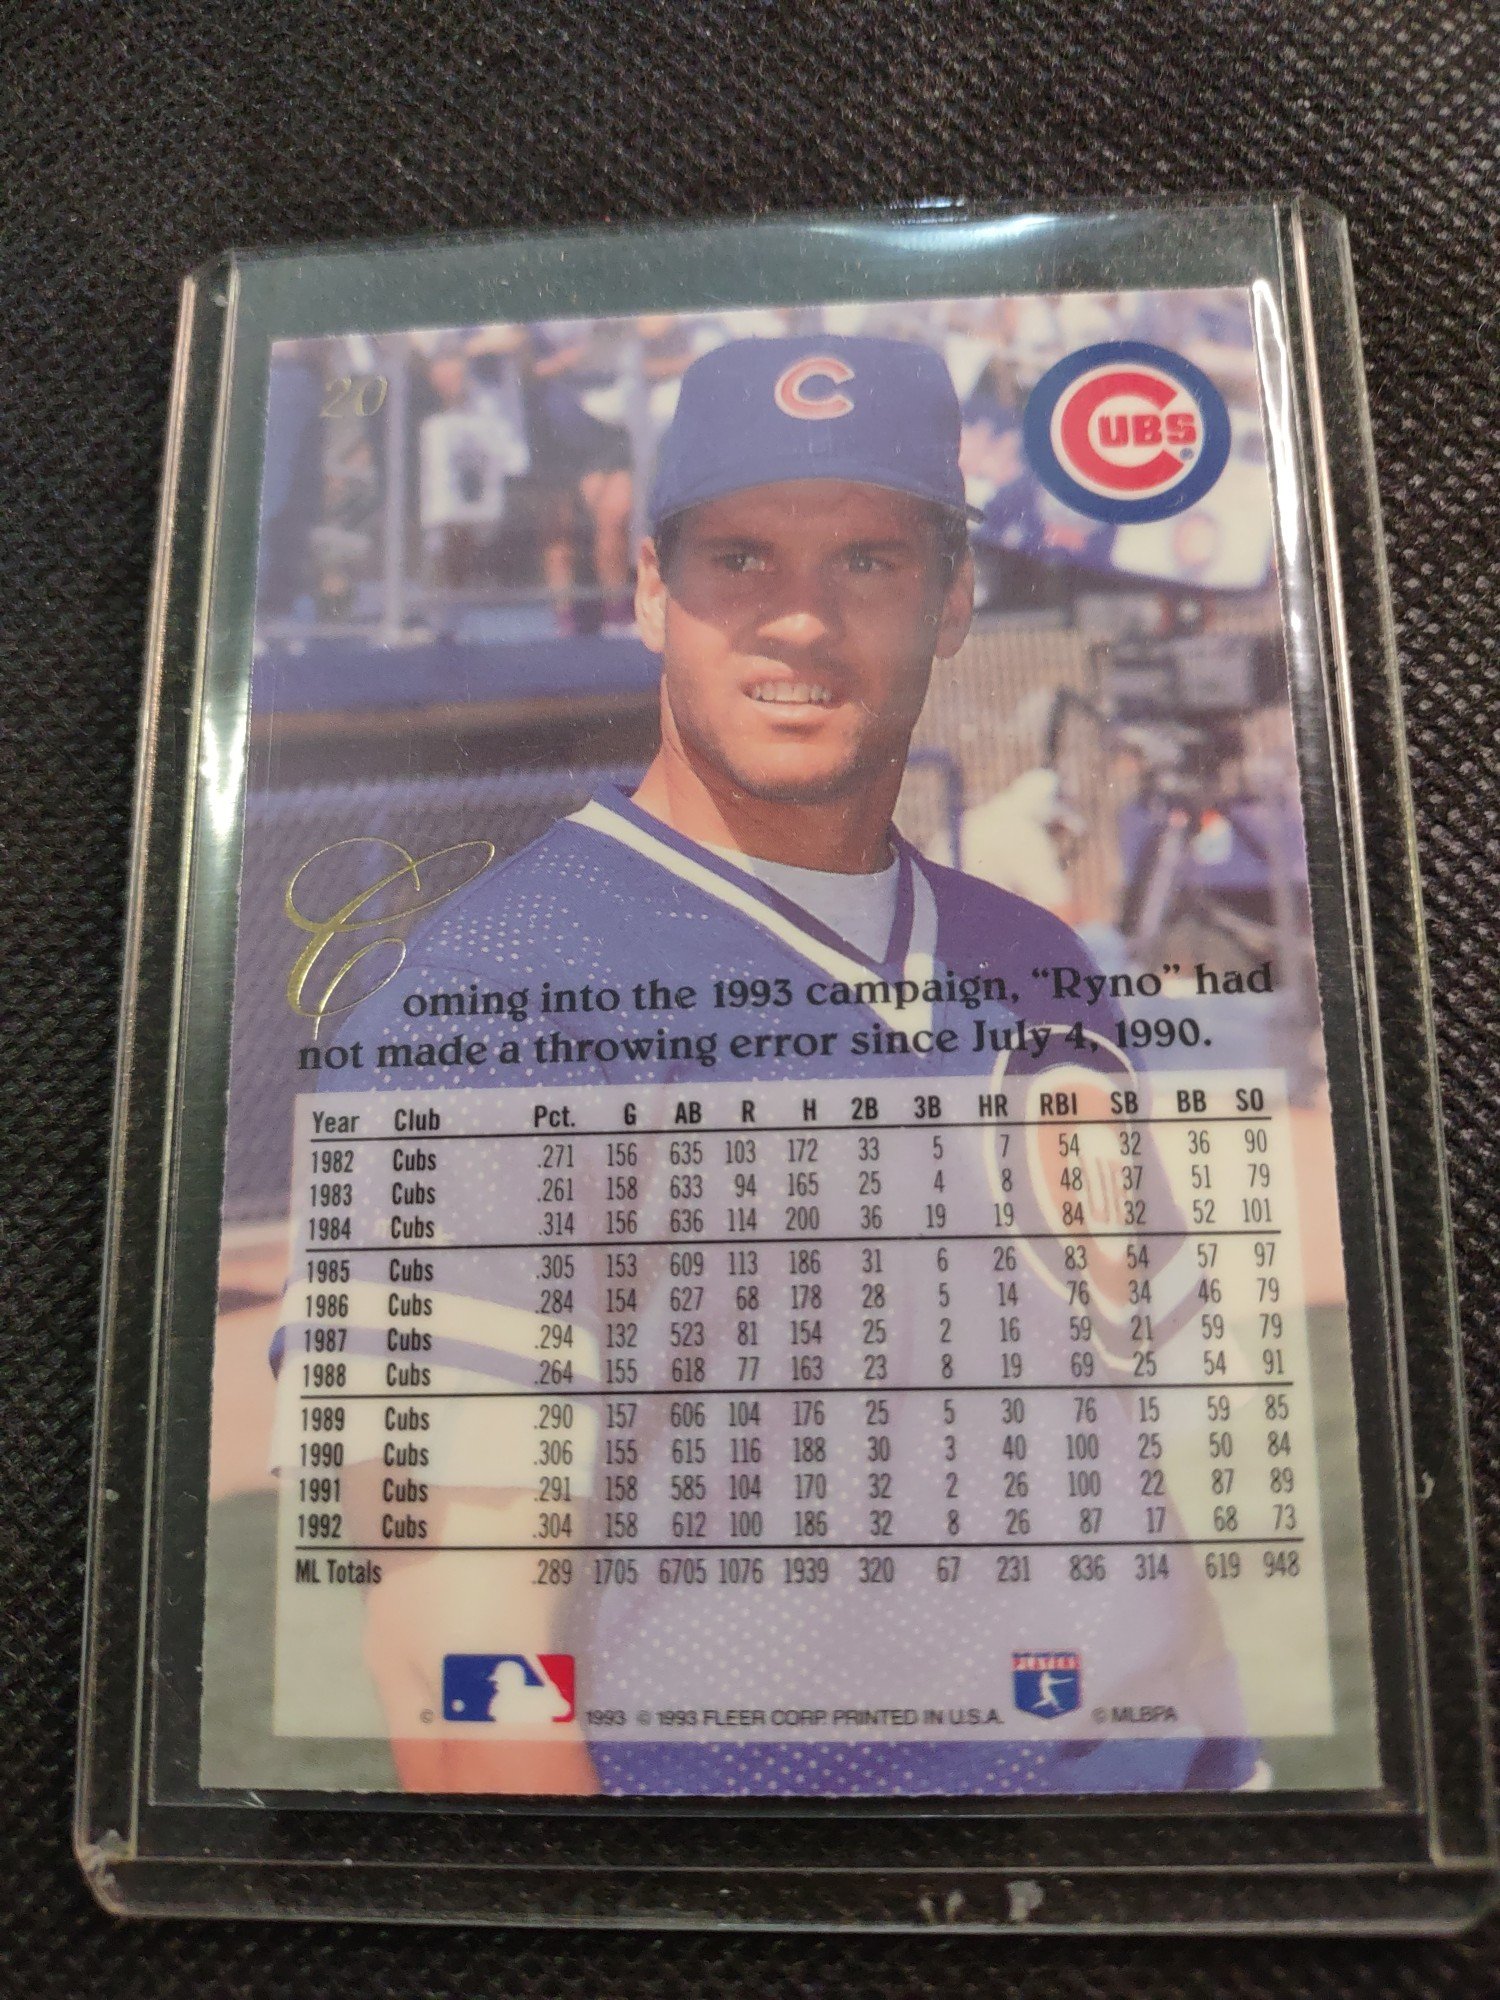 20
C
CUBS®
Coming into the 1993 campaign, "Ryno" had
not made a throwing error since July 4, 1990.
Year Club Pct. G AB R H 2B 3B HR RBI SB BB SO
1982 Cubs .271 156 635 103 172 33 5 7 54 32 36 90
1983 Cubs .261 158 633 94 165 25 4 8 48 37 51 79
1984 Cubs .314 156 636 114 200 36 19 19 84 32 52 101
1985 Cubs .305 153 609 113 186 31 6 26 83 54 57 97
1986 Cubs .284 154 627 68 178 28 5 14 76 34 46 79
1987 Cubs .294 132 523 81 154 25 2 16 59 21 59 79
1988 Cubs .264 155 618 77 163 23 8 19 69 25 54 91
1989 Cubs .290 157 606 104 176 25 5 30 76 15 59 85
1990 Cubs .306 155 615 116 188 30 3 40 100 25 50 84
1991 Cubs .291 158 585 104 170 32 2 26 100 22 87 89
1992 Cubs .304 158 612 100 186 32 8 26 87 17 68 73
ML Totals .289 1705 6705 1076 1939 320 67 231 836 314 619 948
© 1993 © 1993 FLEER CORP. PRINTED IN U.S.A. © MLBPA